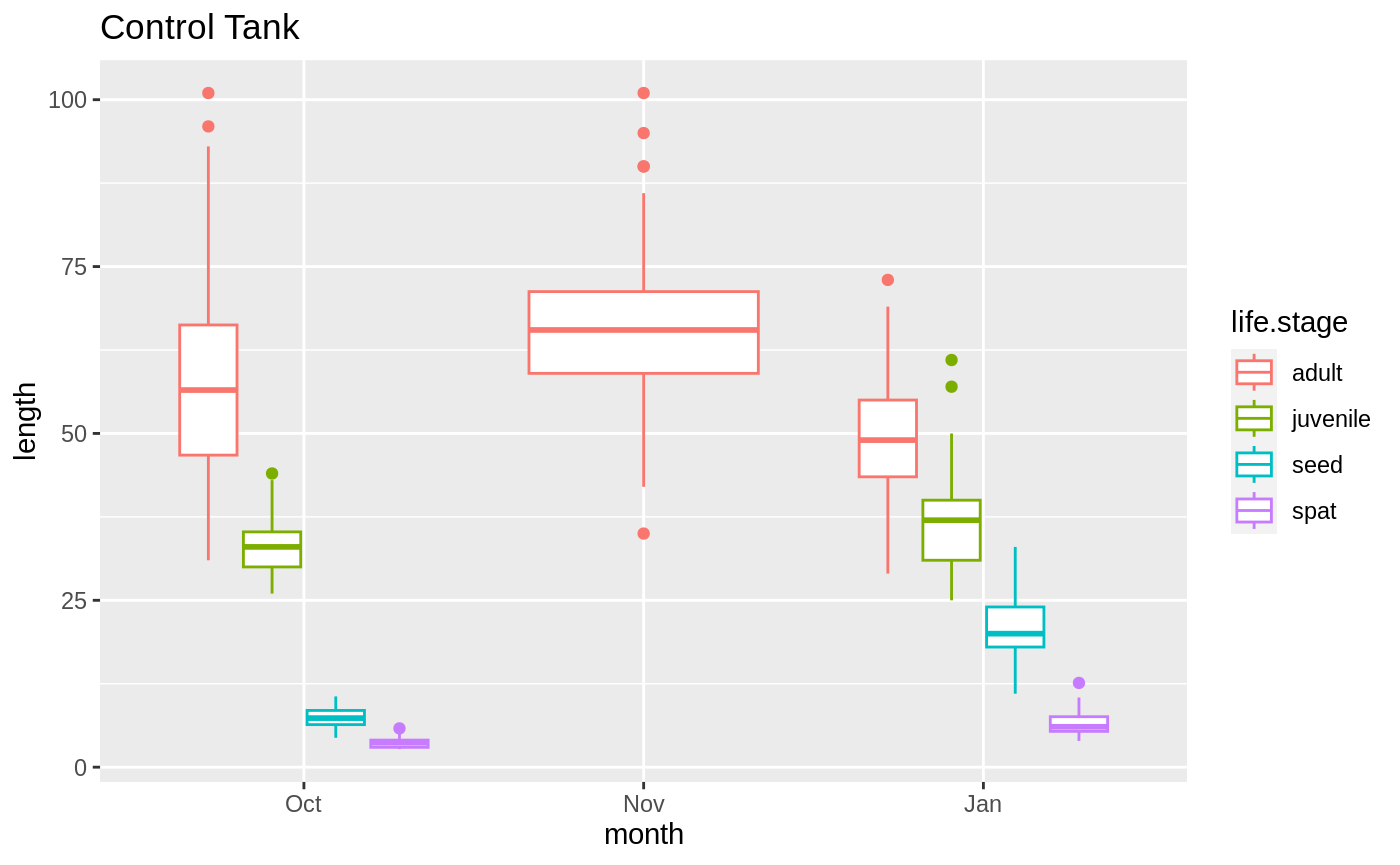 Control Tank
100
75
50
25
0
length
Oct
Nov
Jan
month
life.stage
adult
juvenile
seed
spat